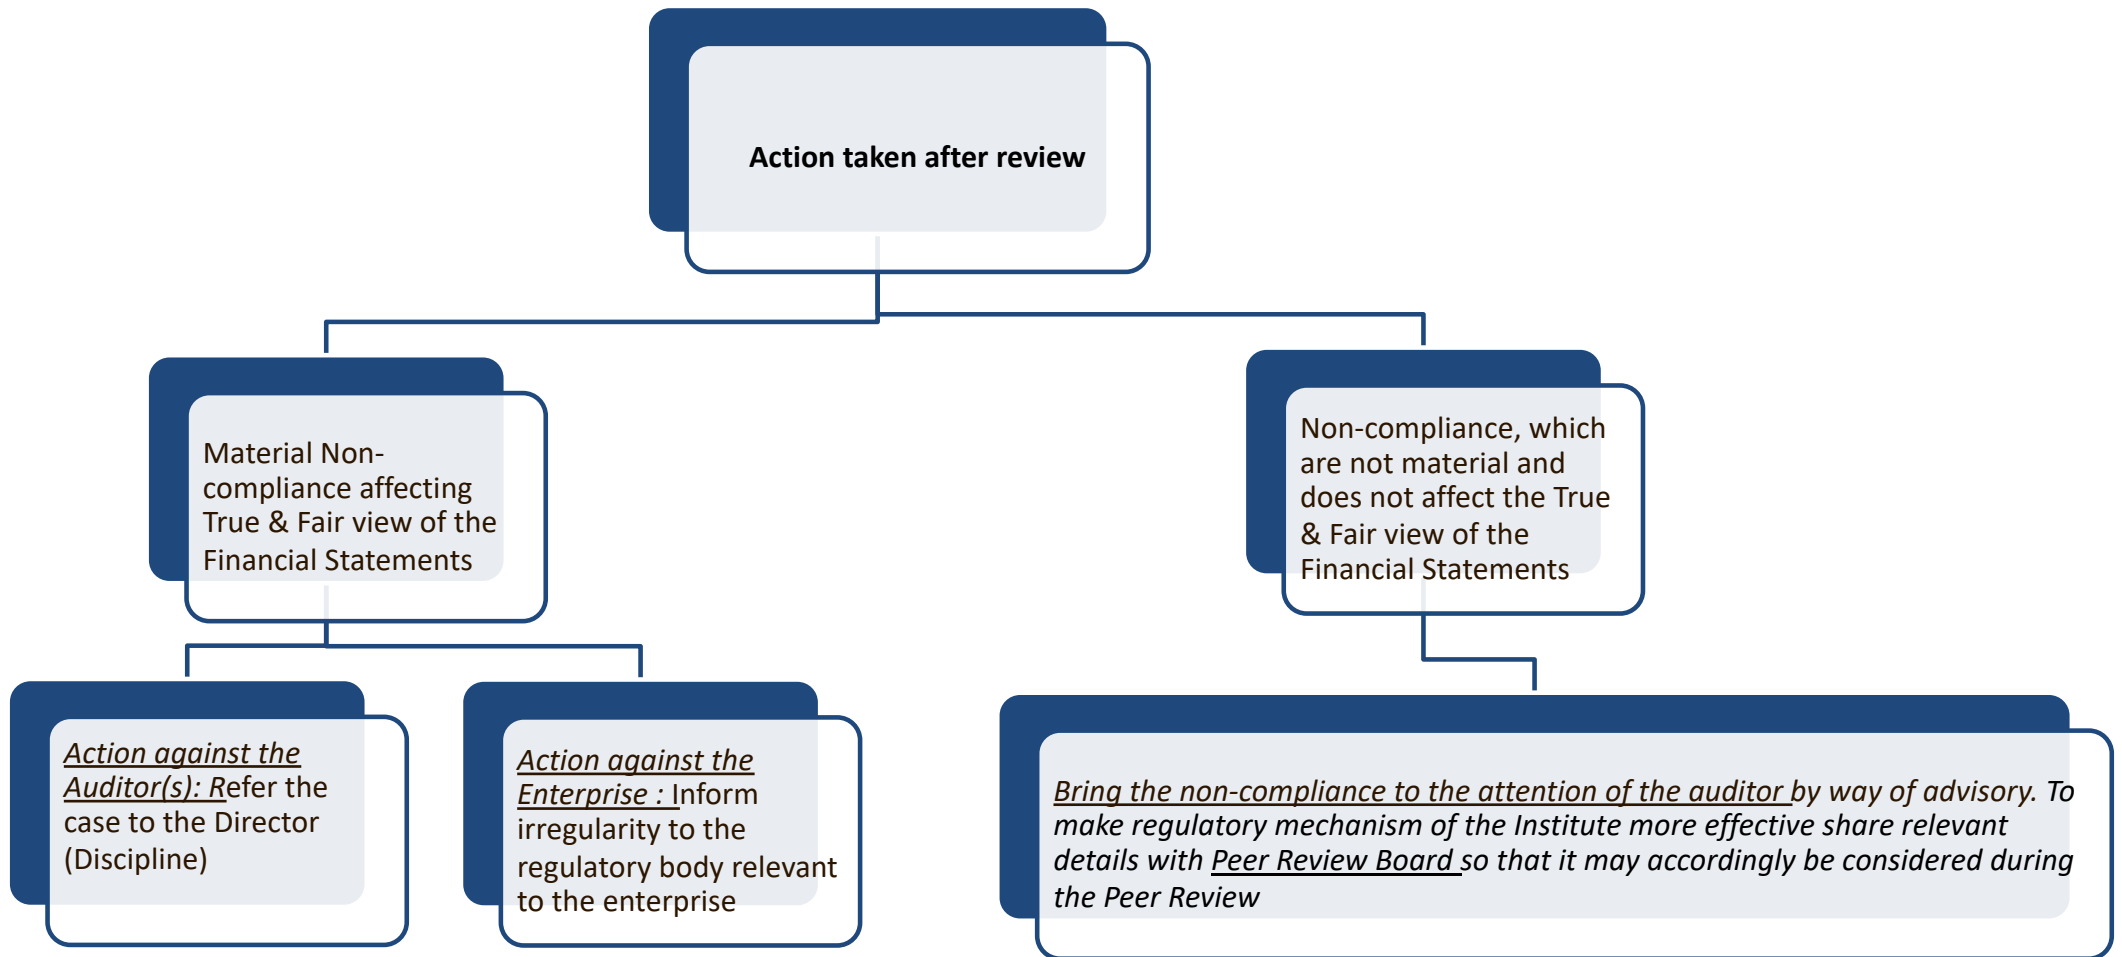 Action taken after review
Material Non-
compliance affecting
True & Fair view of the
Financial Statements
Non-compliance, which
are not material and
does not affect the True
& Fair view of the
Financial Statements
Action against the
Auditor(s): Refer the
case to the Director
(Discipline)
Action against the
Enterprise : Inform
irregularity to the
regulatory body relevant
to the enterprise
Bring the non-compliance to the attention of the auditor by way of advisory. To
make regulatory mechanism of the Institute more effective share relevant
details with Peer Review Board so that it may accordingly be considered during
the Peer Review